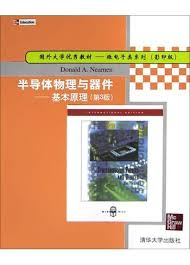 Education
国外大学优秀教材——微电子类系列（影印版）
Donald A. Neamen
半导体物理与器件
——基本原理（第3版）
INTERNATIONAL EDITION
Mc
Graw
Hill
清华大学出版社